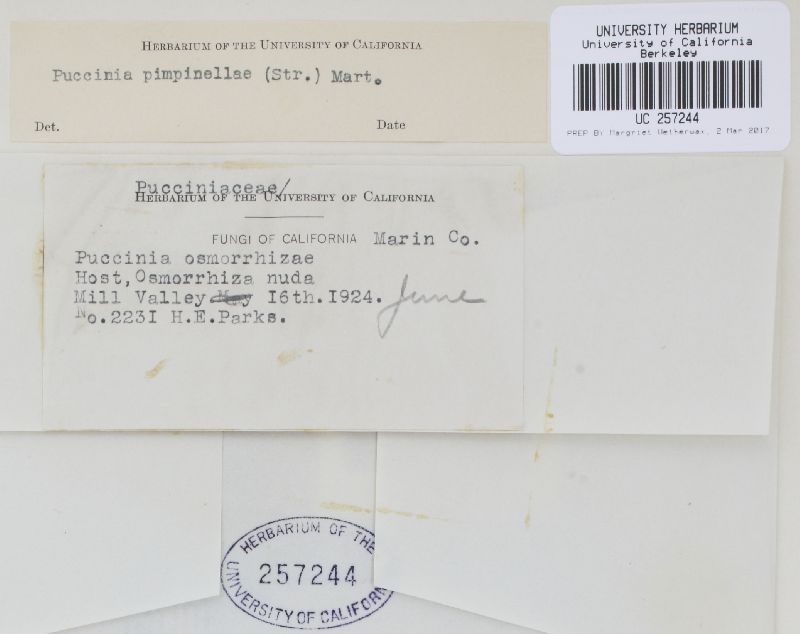 HERBARIUM OF THE UNIVERSITY OF CALIFORNIA
Puccinia pimpinellae (Str.) Mart.
Det. Date
UNIVERSITY HERBARIUM
University of California
Berkeley
UC 257244
PREP By Margriet Wetherwax, 2 Mar 2017
Pucciniaceae/
HERBARIUM OF THE UNIVERSITY OF CALIFORNIA
FUNGI OF CALIFORNIA Marin Co.
Puccinia osmorrhizae
Host,Osmorrhiza nuda
Mill Valley May I6th.I924. June
No.223I H.E.Parks.
HERBARIUM OF THE
257244
UNIVERSITY OF CALIFORN